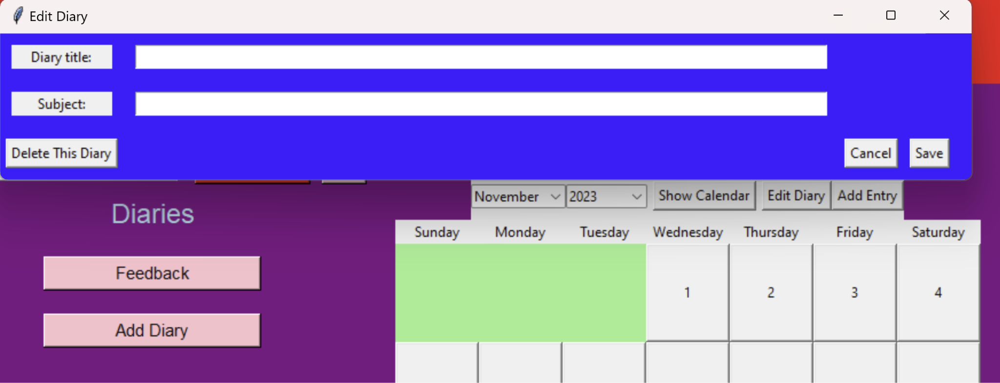 Edit Diary
Diary title:
Subject:
Delete This Diary Cancel Save
November 2023 Show Calendar Edit Diary Add Entry
Diaries
Sunday Monday Tuesday Wednesday Thursday Friday Saturday
Feedback
1 2 3 4
Add Diary